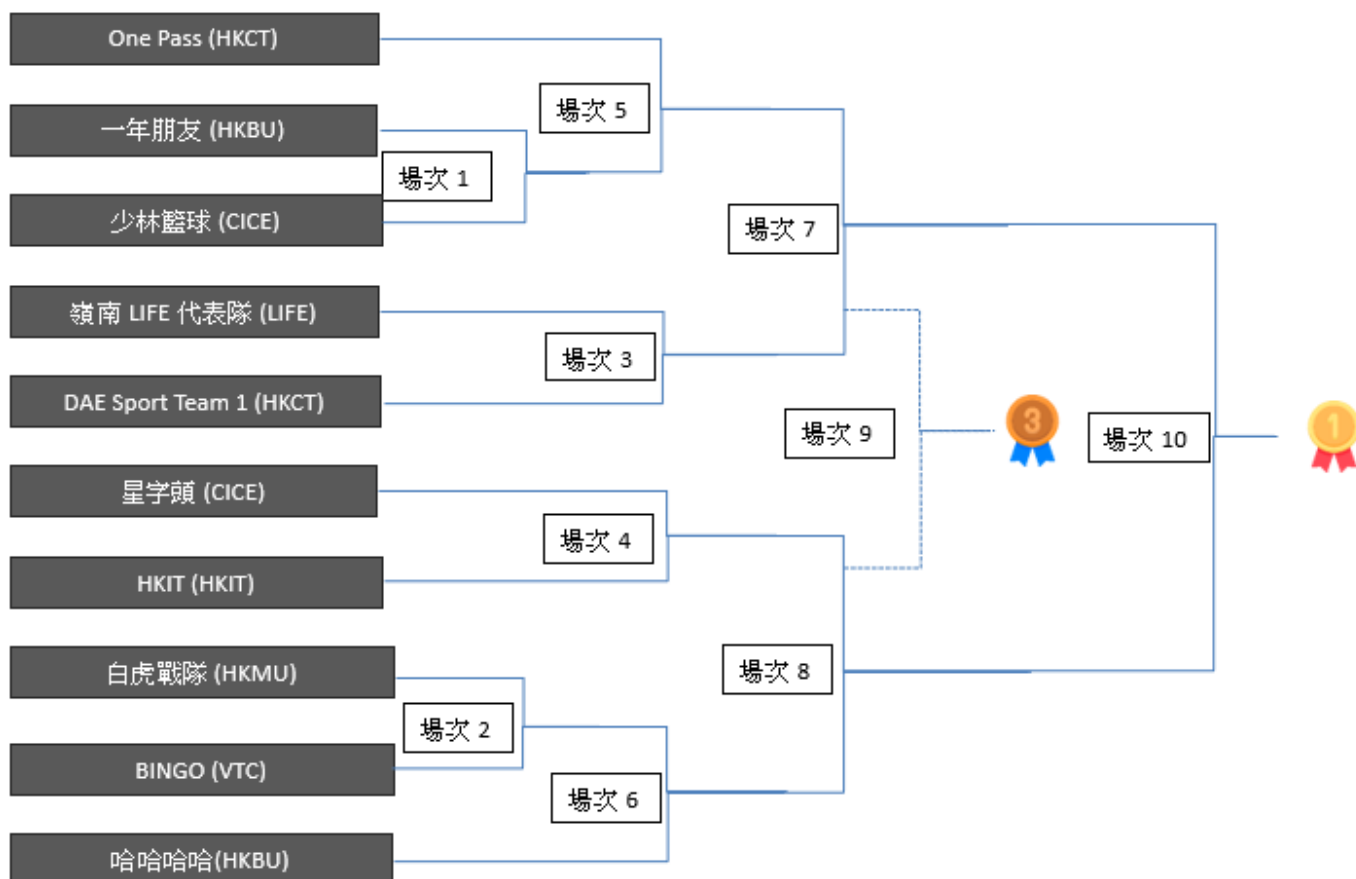 One Pass (HKCT)
場次 5
一年朋友 (HKBU)
場次 1
少林籃球 (CICE)
場次 7
嶺南 LIFE 代表隊 (LIFE)
場次 3
DAE Sport Team 1 (HKCT)
場次 9
3
場次 10
1
星字頭 (CICE)
場次 4
HKIT (HKIT)
白虎戰隊 (HKMU)
場次 8
場次 2
BINGO (VTC)
場次 6
哈哈哈哈(HKBU)